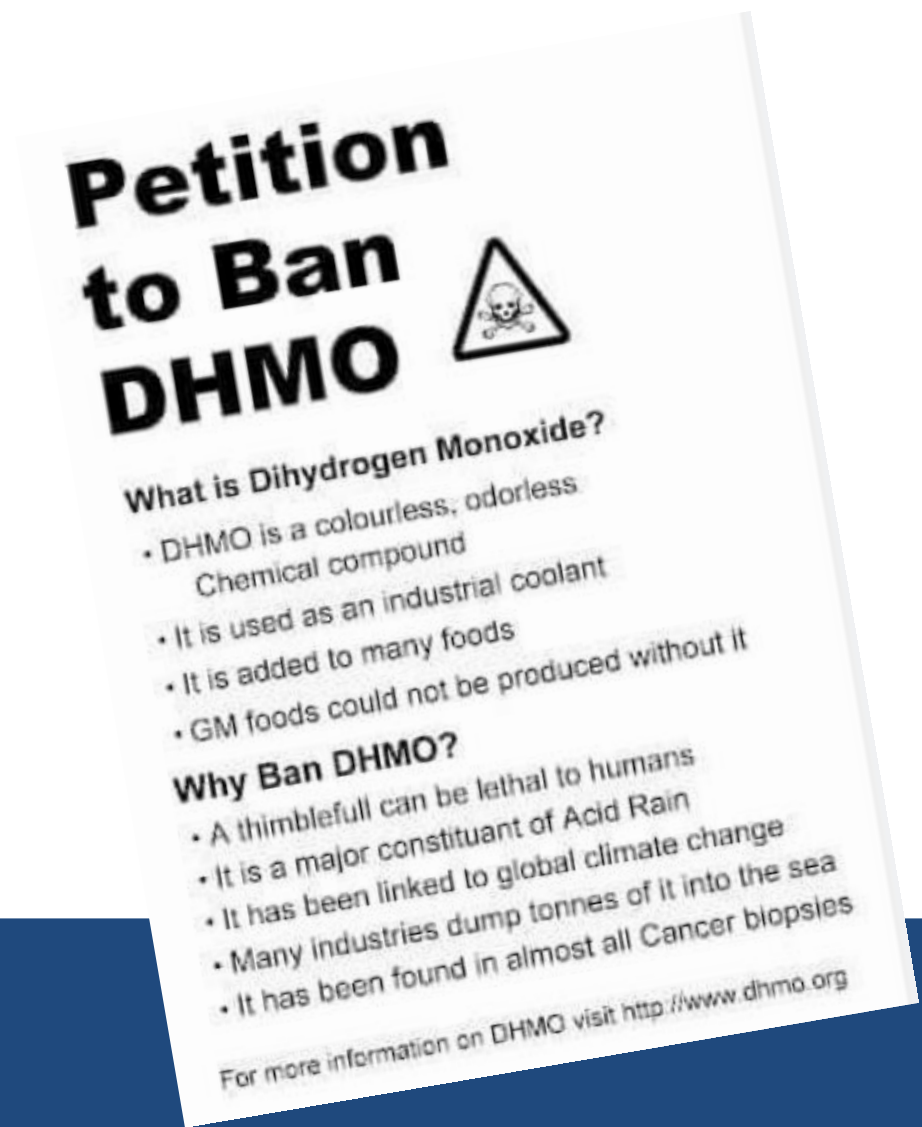 Petition
to Ban
DHMO
What is Dihydrogen Monoxide?
• DHMO is a colourless, odorless
Chemical compound
• It is used as an industrial coolant
• It is added to many foods
• GM foods could not be produced without it
Why Ban DHMO?
• A thimblefull can be lethal to humans
• It is a major constituant of Acid Rain
• It has been linked to global climate change
• Many industries dump tonnes of it into the sea
• It has been found in almost all Cancer biopsies
For more information on DHMO visit http://www.dhmo.org